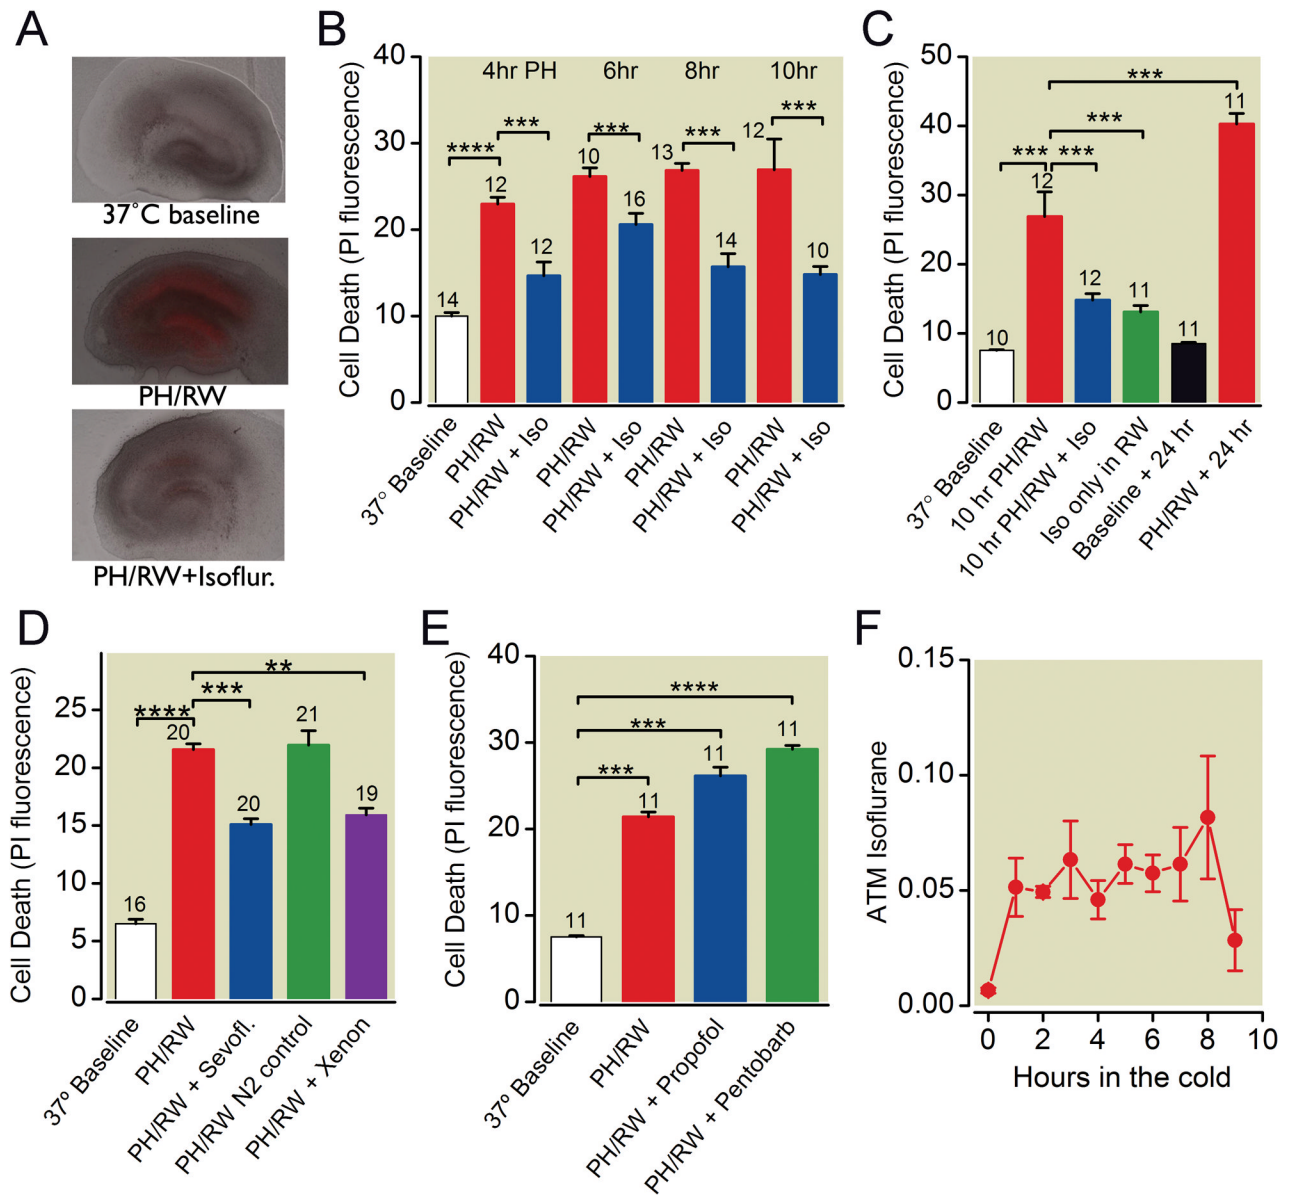 A
37°C baseline
PH/RW
PH/RW+Isoflur.
B
Cell Death (PI fluorescence)
40
30
20
10
0
4hr PH 6hr 8hr 10hr
**** *** *** *** ***
14 12 12 10 16 13 14 12 10
37° Baseline
PH/RW
PH/RW + Iso
PH/RW
PH/RW + Iso
PH/RW
PH/RW + Iso
PH/RW
PH/RW + Iso
C
Cell Death (PI fluorescence)
50
40
30
20
10
0
***
***
*** ***
10 12 12 11 11 11
37° Baseline
10 hr PH/RW
10 hr PH/RW + Iso
Iso only in RW
Baseline + 24 hr
PH/RW + 24 hr
D
Cell Death (PI fluorescence)
25
20
15
10
5
0
**
***
****
16 20 20 21 19
37º Baseline
PH/RW
PH/RW + Sevofl.
PH/RW N2 control
PH/RW + Xenon
E
Cell Death (PI fluorescence)
40
30
20
10
0
****
***
***
11 11 11 11
37º Baseline
PH/RW
PH/RW + Propofol
PH/RW + Pentobarb
F
ATM Isoflurane
0.15
0.10
0.05
0.00
0 2 4 6 8 10
Hours in the cold